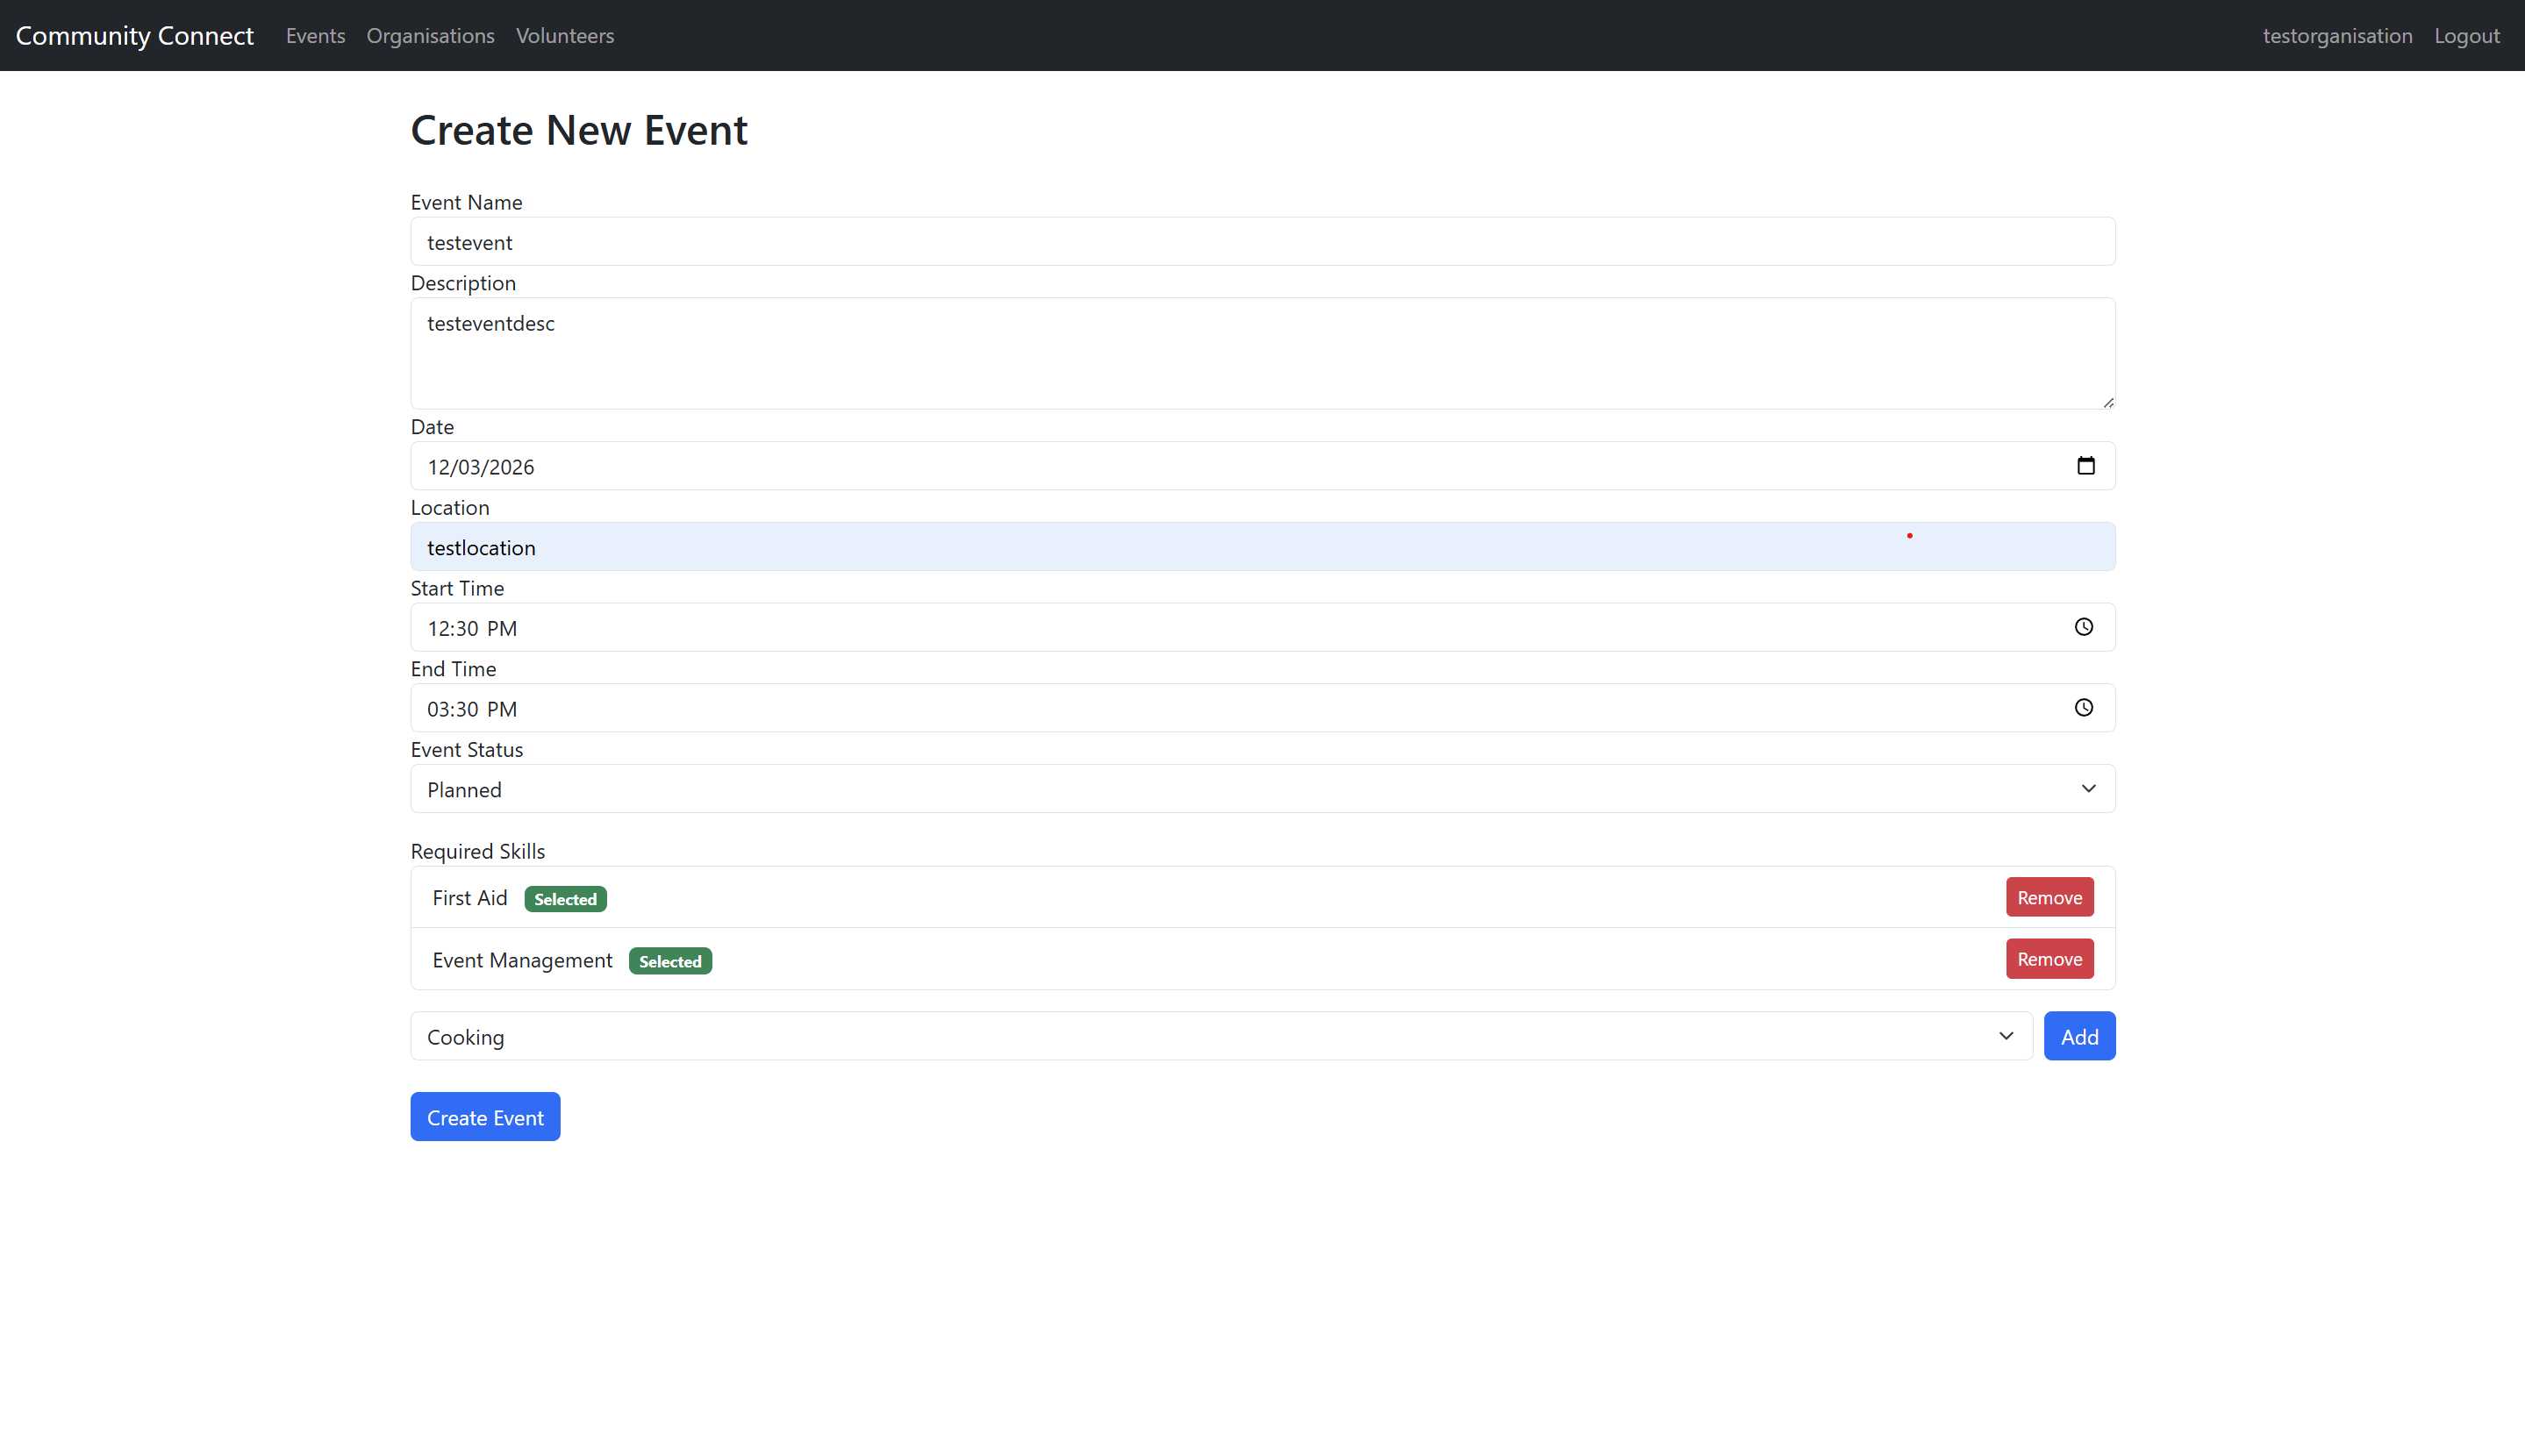 Community Connect Events Organisations Volunteers testorganisation Logout
Create New Event
Event Name
testevent
Description
testeventdesc
Date
12/03/2026
Location
testlocation
Start Time
12:30 PM
End Time
03:30 PM
Event Status
Planned
Required Skills
First Aid Selected Remove
Event Management Selected Remove
Cooking Add
Create Event